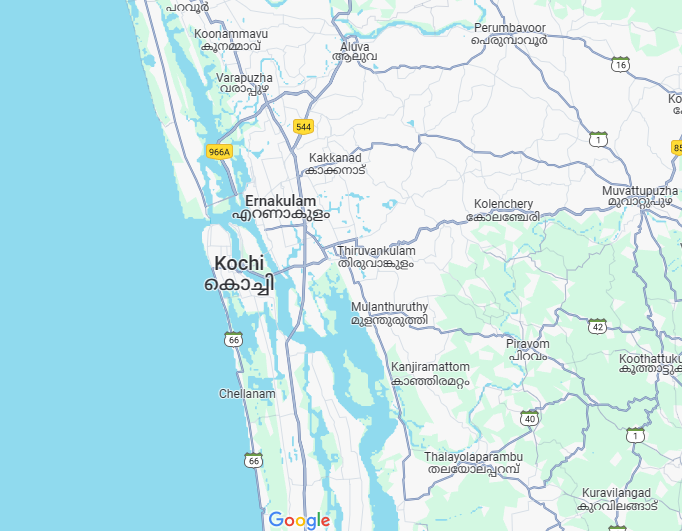 പറവൂർ
Koonammavu
കൂനമ്മാവ്
Perumbavoor
പെരുമ്പാവൂർ
Aluva
ആലുവ
16
Varapuzha
വരാപ്പുഴ
544
1
966A
Kakkanad
കാക്കനാട്
Muvattupuzha
മൂവാറ്റുപുഴ
Ernakulam
എറണാകുളം
Kolenchery
കോലഞ്ചേരി
Thiruvankulam
തിരുവാങ്കുളം
Kochi
കൊച്ചി
Mulanthuruthy
മുളന്തുരുത്തി
42
66
Piravom
പിറവം
Kanjiramattom
കാഞ്ഞിരമറ്റം
Chellanam
40
1
66
Thalayolaparambu
തലയോലപ്പറമ്പ്
Kuravilangad
കുറവിലങ്ങാട്
Google